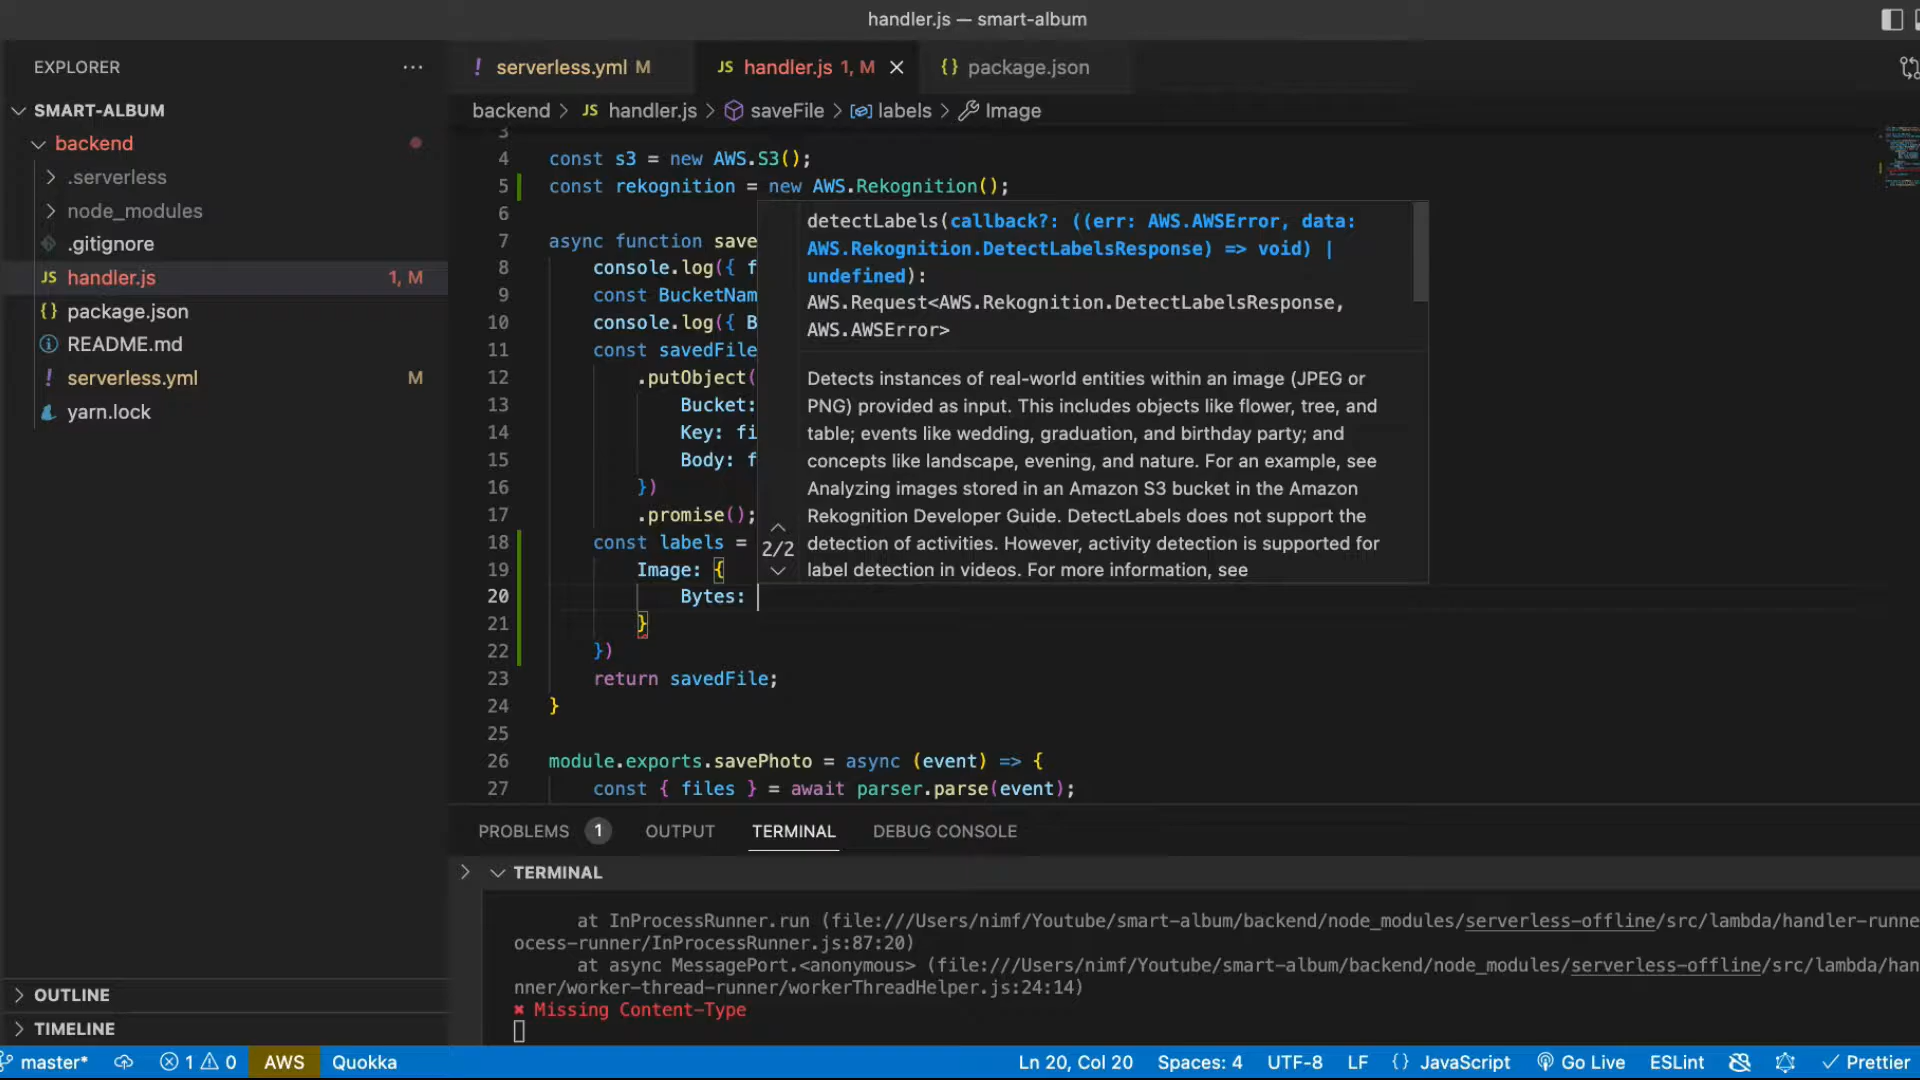 handler.js — smart-album
EXPLORER
SMART-ALBUM
backend
.serverless
node_modules
.gitignore
handler.js 1, M
package.json
README.md
serverless.yml M
yarn.lock
OUTLINE
TIMELINE
serverless.yml M
handler.js 1, M
package.json
backend > handler.js > saveFile > labels > Image
3
4 const s3 = new AWS.S3();
5 const rekognition = new AWS.Rekognition();
6
7 async function save
8 console.log({ f
9 const BucketNam
10 console.log({ B
11 const savedFile
12 .putObject(
13 Bucket:
14 Key: fi
15 Body: f
16 })
17 .promise();
18 const labels =
19 Image: {
20 Bytes:
21 }
22 })
23 return savedFile;
24 }
25
26 module.exports.savePhoto = async (event) => {
27 const { files } = await parser.parse(event);
detectLabels(callback?: ((err: AWS.AWSError, data:
AWS.Rekognition.DetectLabelsResponse) => void) |
undefined):
AWS.Request<AWS.Rekognition.DetectLabelsResponse,
AWS.AWSError>
2/2
Detects instances of real-world entities within an image (JPEG or
PNG) provided as input. This includes objects like flower, tree, and
table; events like wedding, graduation, and birthday party; and
concepts like landscape, evening, and nature. For an example, see
Analyzing images stored in an Amazon S3 bucket in the Amazon
Rekognition Developer Guide. DetectLabels does not support the
detection of activities. However, activity detection is supported for
label detection in videos. For more information, see
PROBLEMS 1 OUTPUT TERMINAL DEBUG CONSOLE
TERMINAL
at InProcessRunner.run (file:///Users/nimf/Youtube/smart-album/backend/node_modules/serverless-offline/src/lambda/handler-runne
ocess-runner/InProcessRunner.js:87:20)
at async MessagePort.<anonymous> (file:///Users/nimf/Youtube/smart-album/backend/node_modules/serverless-offline/src/lambda/han
nner/worker-thread-runner/workerThreadHelper.js:24:14)
✖ Missing Content-Type
master* 1 0 AWS Quokka Ln 20, Col 20 Spaces: 4 UTF-8 LF {} JavaScript Go Live ESLint Prettier